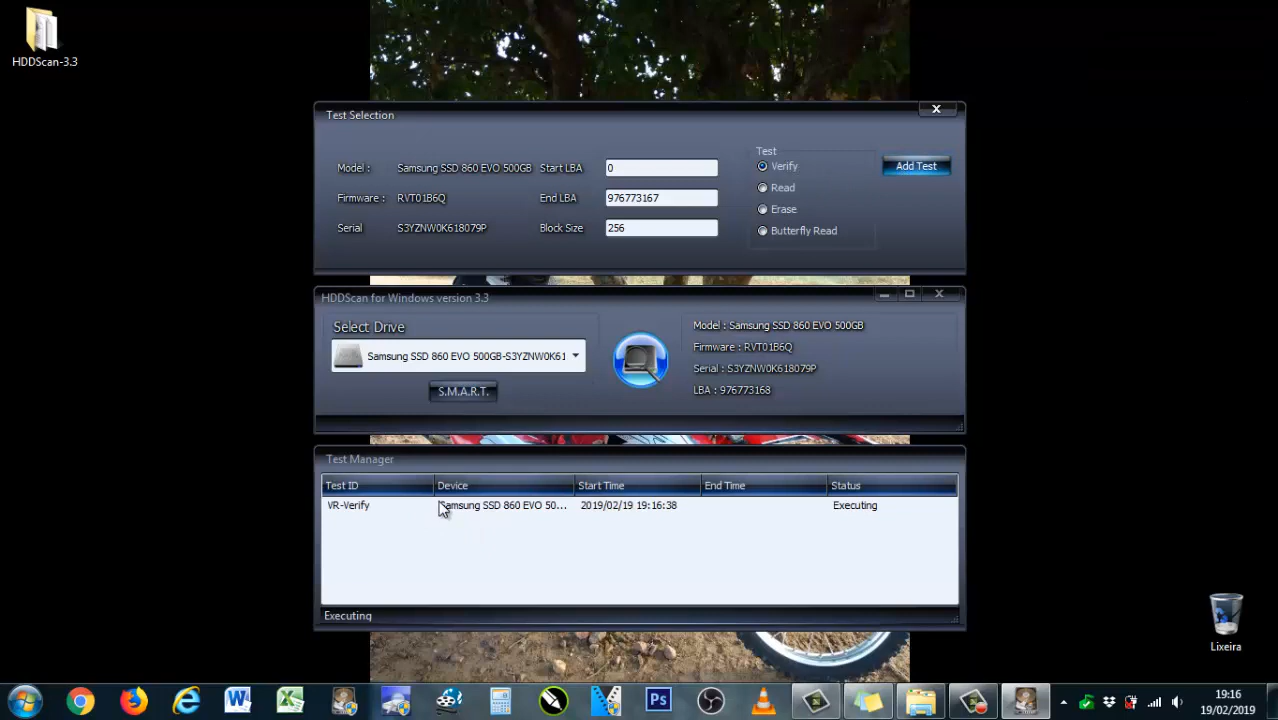 HDDScan-3.3
Test Selection
Model : Samsung SSD 860 EVO 500GB Start LBA 0
Firmware : RVT01B6Q End LBA 976773167
Serial S3YZNW0K618079P Block Size 256
Test
Verify
Read
Erase
Butterfly Read
Add Test
HDDScan for Windows version 3.3
Select Drive
Samsung SSD 860 EVO 500GB-S3YZNW0K61
S.M.A.R.T.
Model : Samsung SSD 860 EVO 500GB
Firmware : RVT01B6Q
Serial : S3YZNW0K618079P
LBA : 976773168
Test Manager
Test ID Device Start Time End Time Status
VR-Verify Samsung SSD 860 EVO 50... 2019/02/19 19:16:38 Executing
Executing
Lixeira
Ps
19:16
19/02/2019